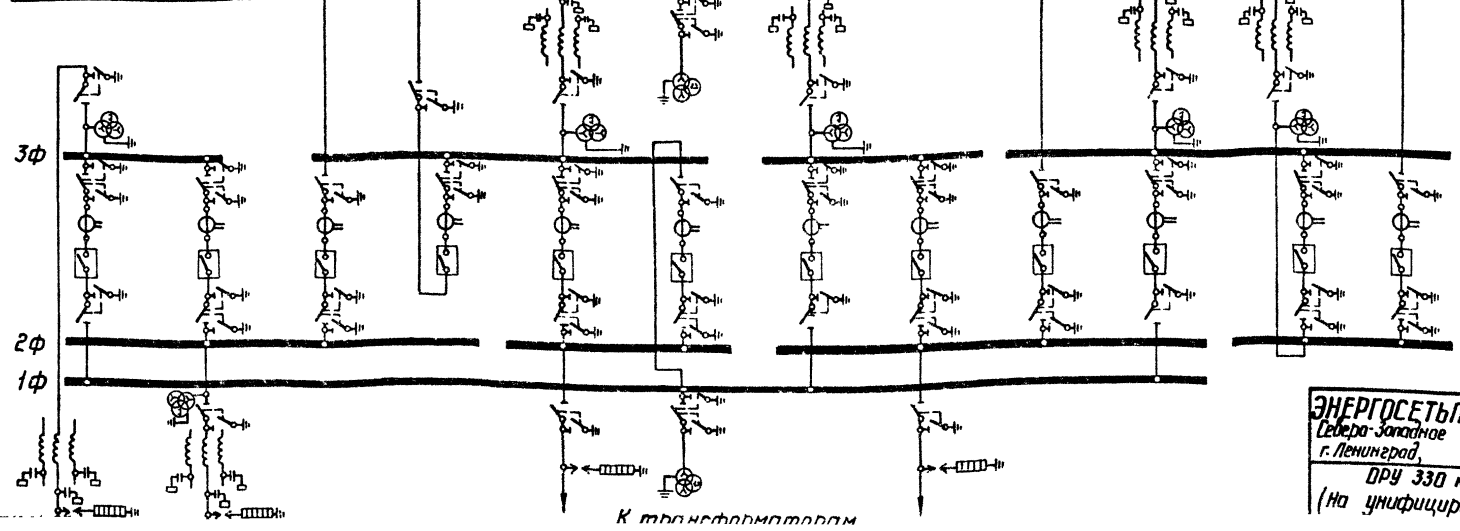 3ф
2ф
1ф
К трансформаторам
ЭНЕРГОСЕТЬП
Северо-Западное
г. Ленинград,
ОРУ 330 к
(на унифицир